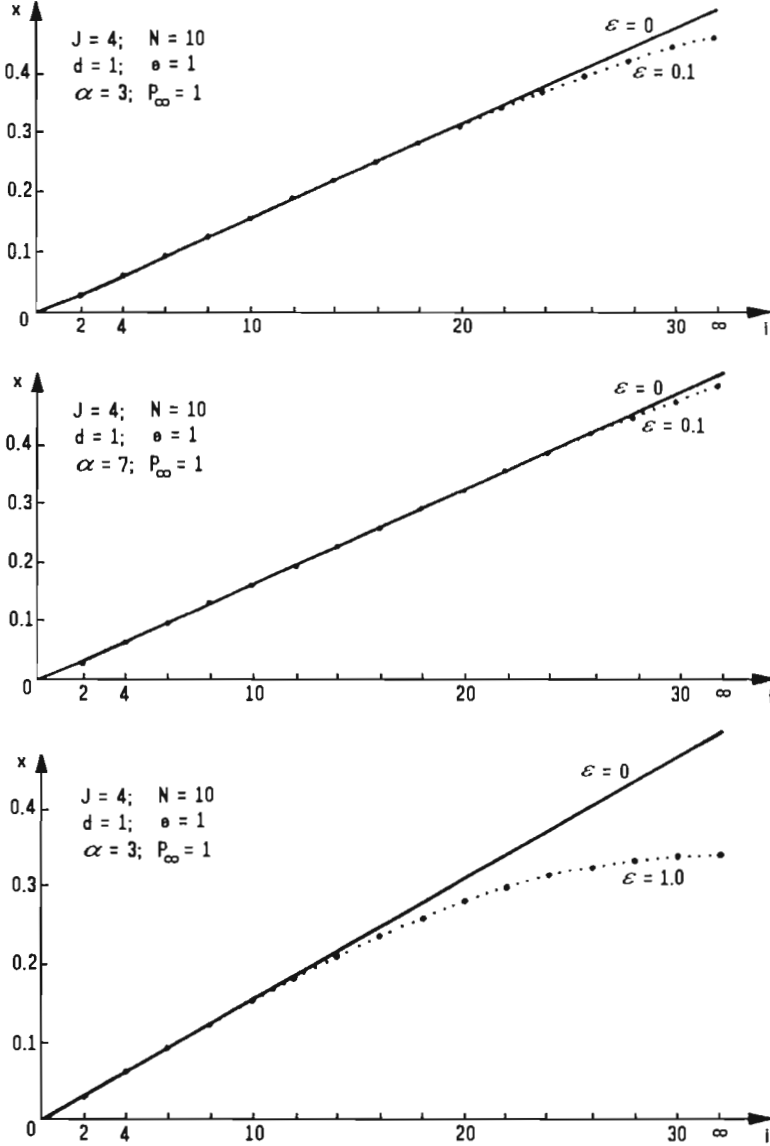 x
J = 4; N = 10
d = 1; e = 1
α = 3; P∞ = 1
ε = 0
ε = 0.1
0.4
0.3
0.2
0.1
0
2 4 10 20 30 ∞ i
x
J = 4; N = 10
d = 1; e = 1
α = 7; P∞ = 1
ε = 0
ε = 0.1
0.4
0.3
0.2
0.1
0
2 4 10 20 30 ∞
x
J = 4; N = 10
d = 1; e = 1
α = 3; P∞ = 1
ε = 0
ε = 1.0
0.4
0.3
0.2
0.1
0
2 4 10 20 30 ∞ i